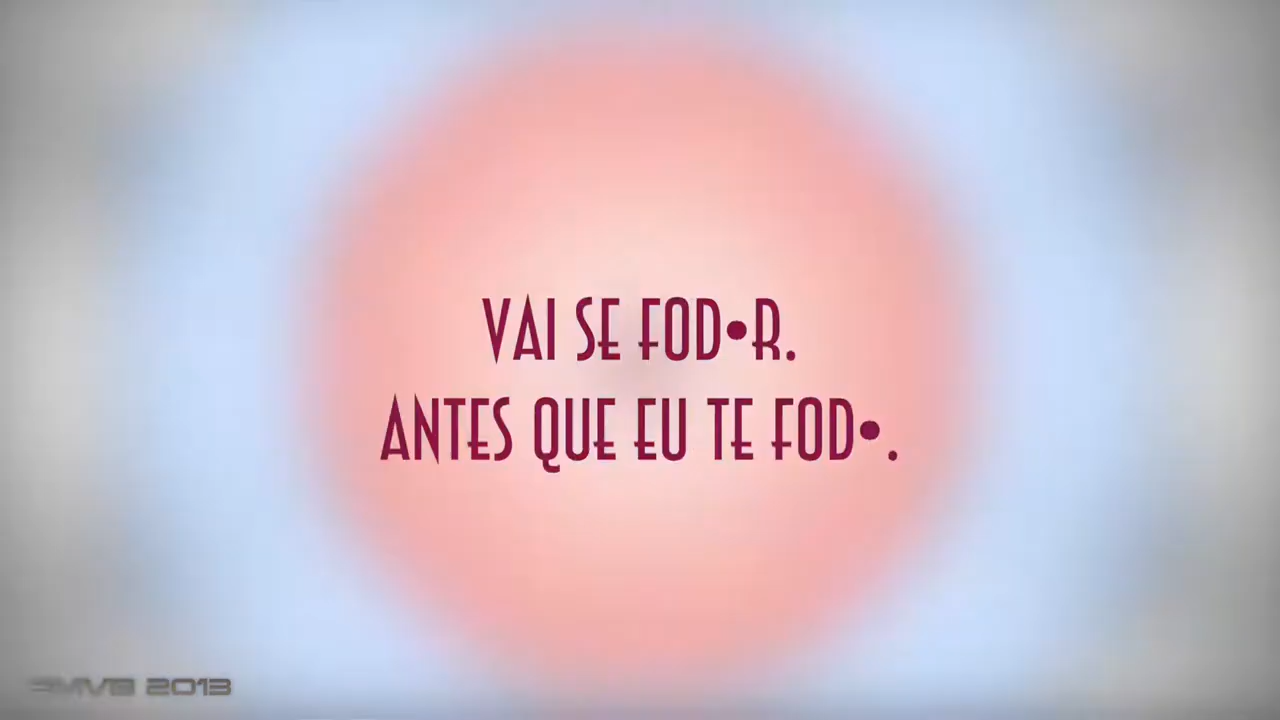 VAI SE FOD•R.
ANTES QUE EU TE FOD•.
2013